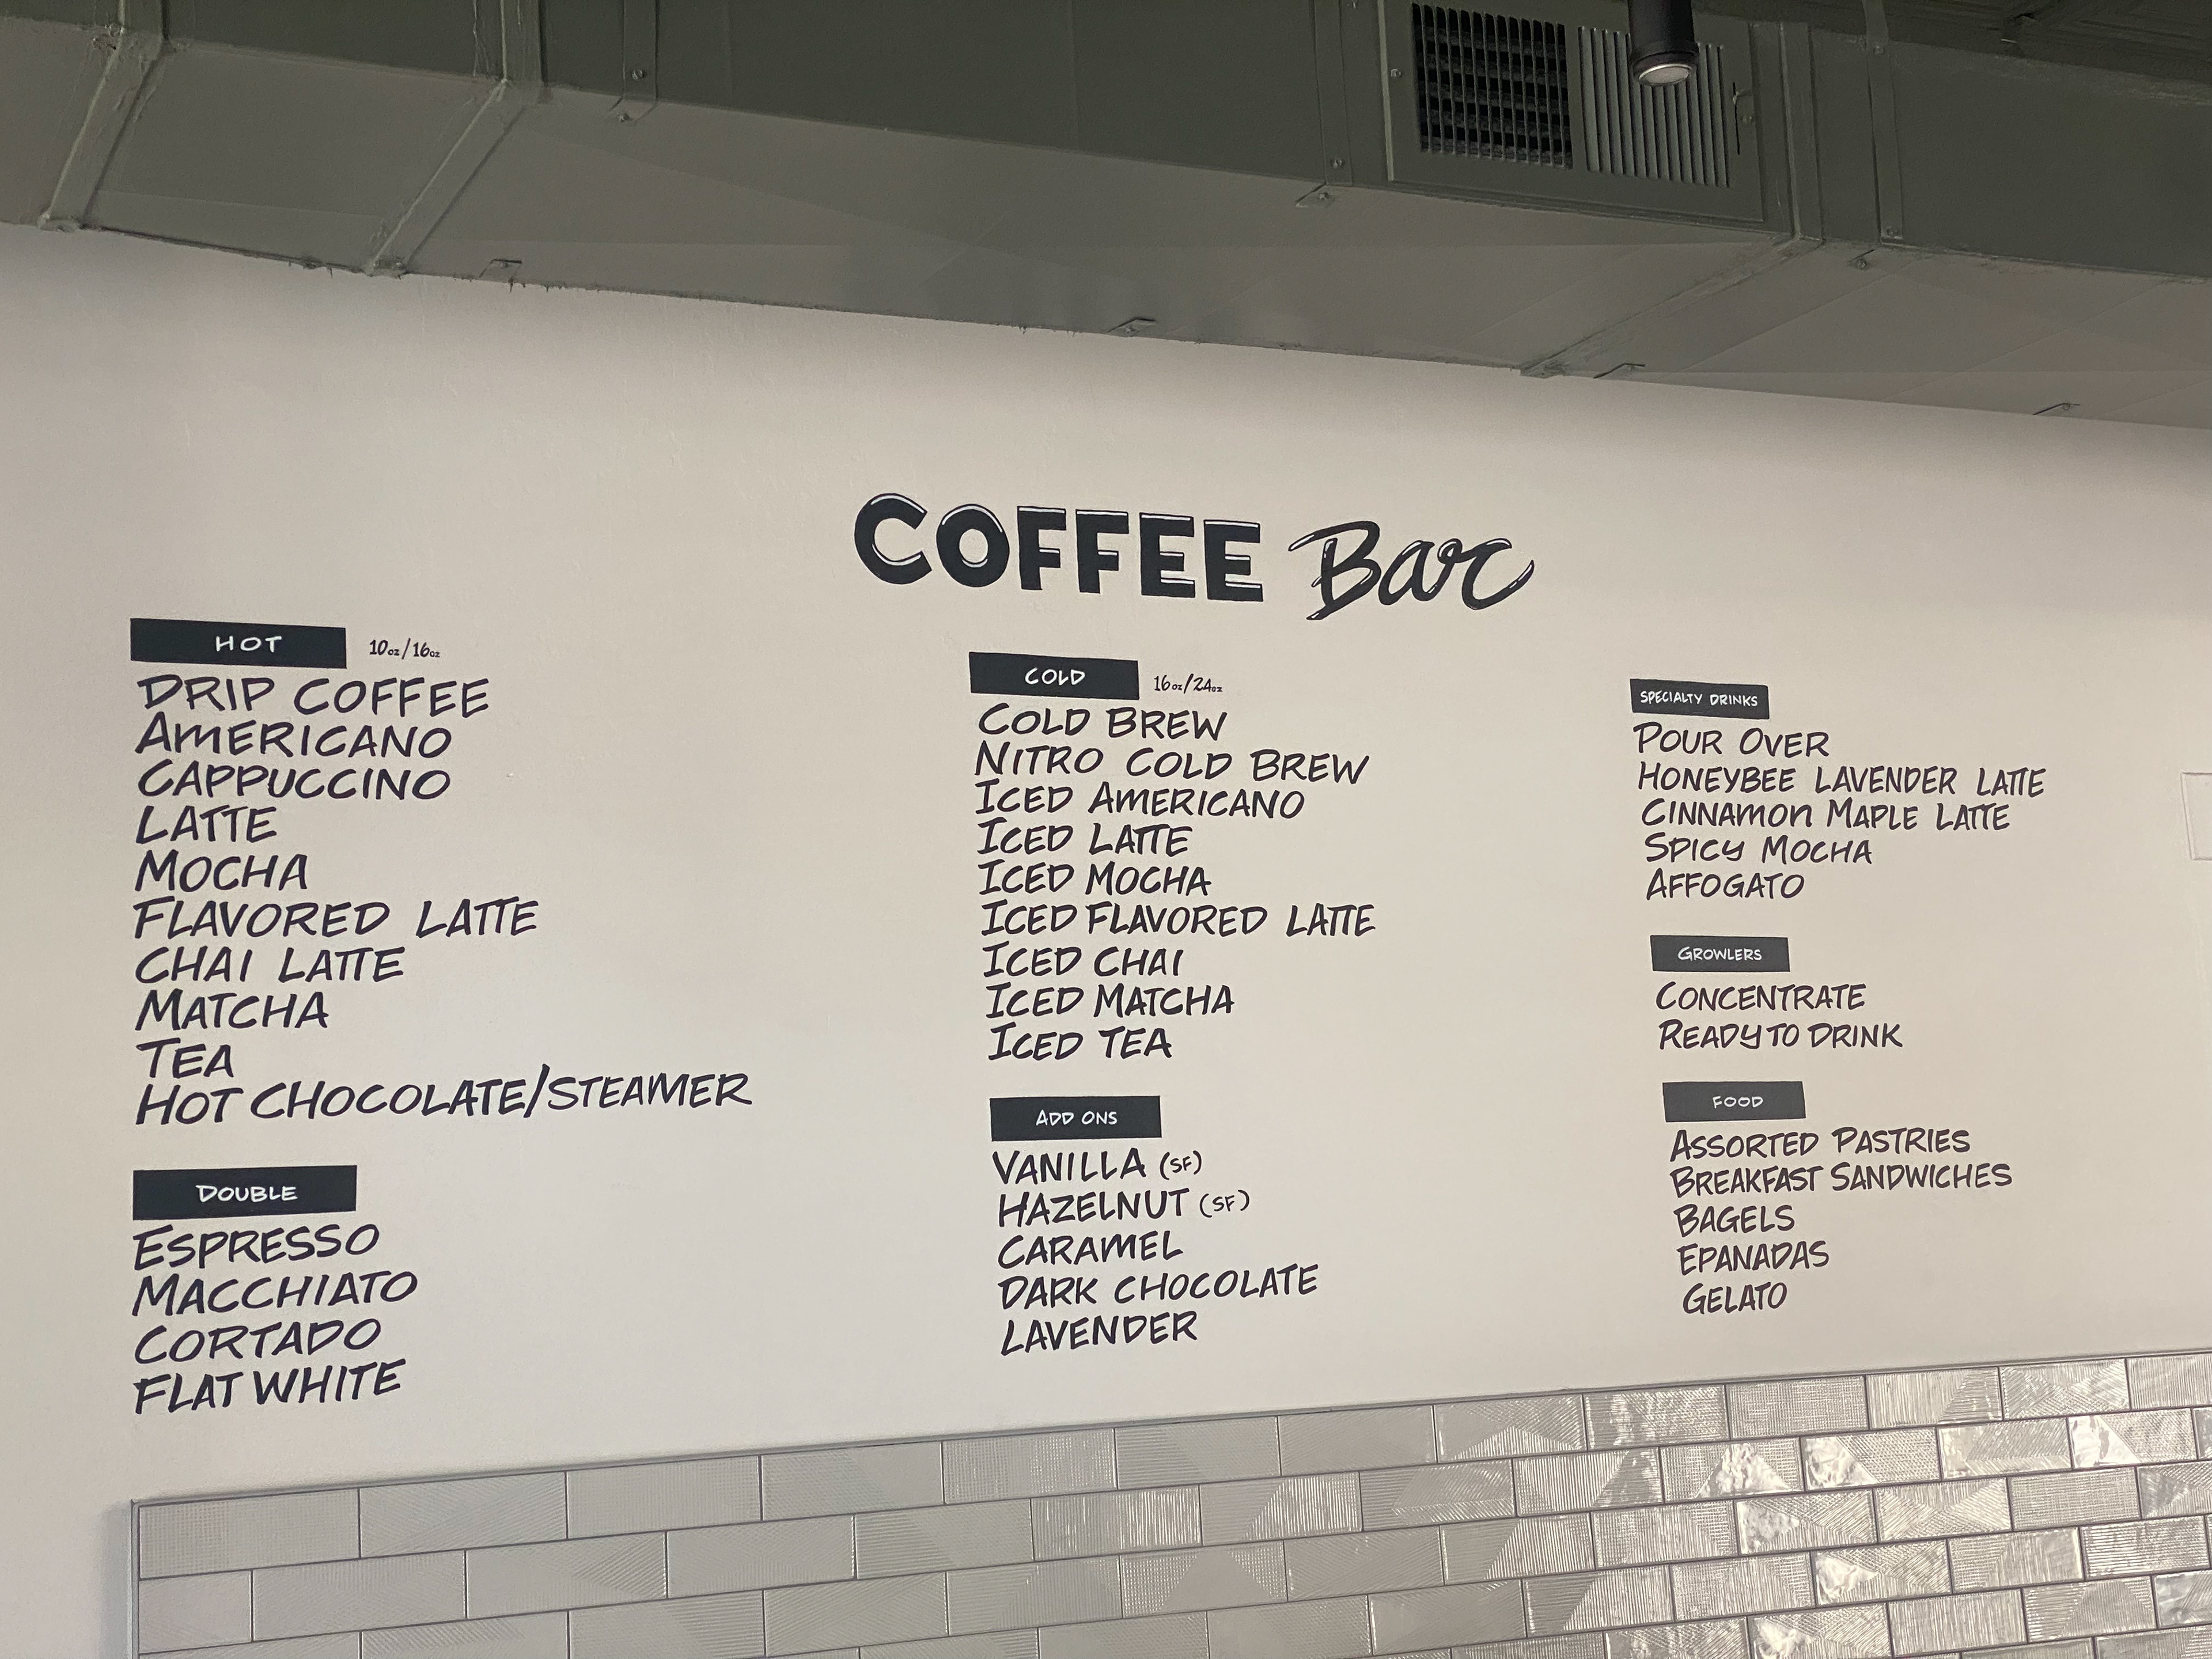 COFFEE Bar
HOT 10oz/16oz
DRIP COFFEE
AMERICANO
CAPPUCCINO
LATTE
MOCHA
FLAVORED LATTE
CHAI LATTE
MATCHA
TEA
HOT CHOCOLATE/STEAMER
DOUBLE
ESPRESSO
MACCHIATO
CORTADO
FLAT WHITE
COLD 16oz/24oz
COLD BREW
NITRO COLD BREW
ICED AMERICANO
ICED LATTE
ICED MOCHA
ICED FLAVORED LATTE
ICED CHAI
ICED MATCHA
ICED TEA
ADD ONS
VANILLA (SF)
HAZELNUT (SF)
CARAMEL
DARK CHOCOLATE
LAVENDER
SPECIALTY DRINKS
POUR OVER
HONEYBEE LAVENDER LATTE
CINNAMON MAPLE LATTE
SPICY MOCHA
AFFOGATO
GROWLERS
CONCENTRATE
READY TO DRINK
FOOD
ASSORTED PASTRIES
BREAKFAST SANDWICHES
BAGELS
EPANADAS
GELATO